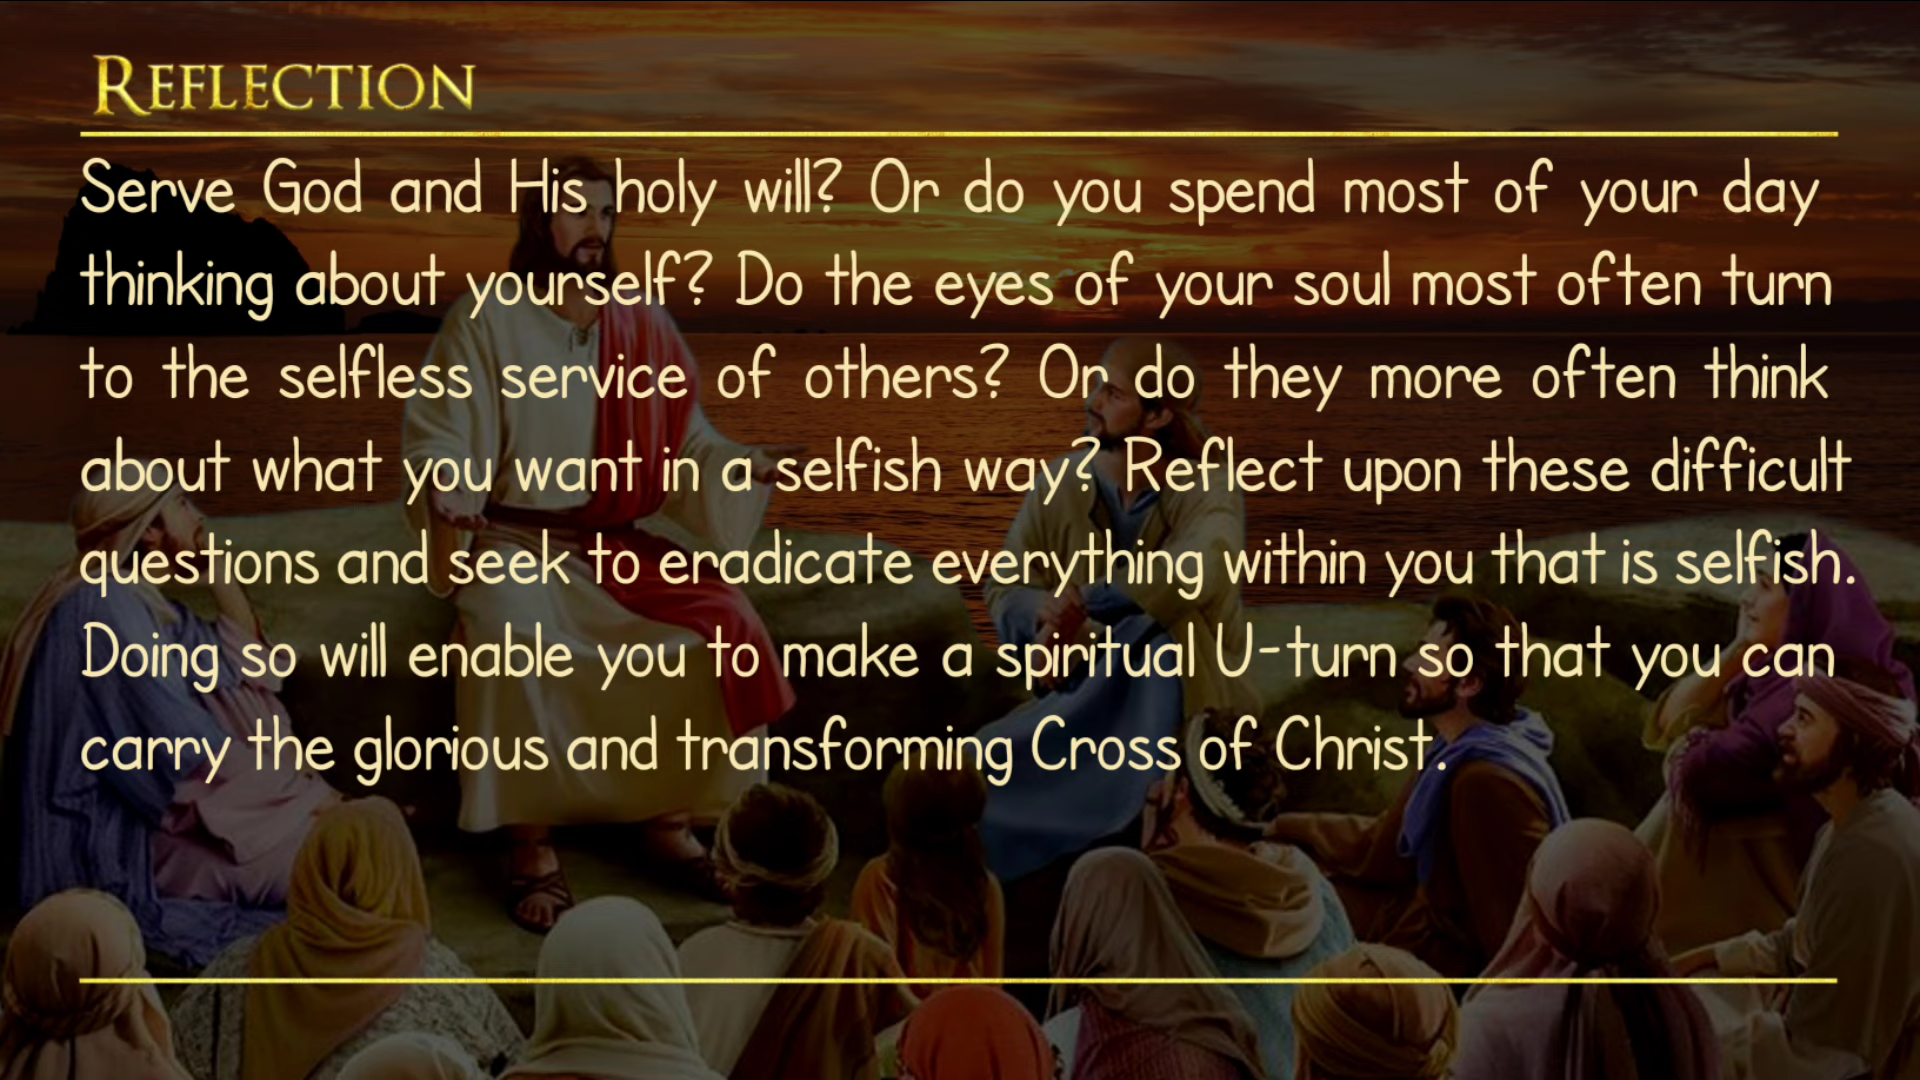 REFLECTION
Serve God and His holy will? Or do you spend most of your day
thinking about yourself? Do the eyes of your soul most often turn
to the selfless service of others? Or do they more often think
about what you want in a selfish way? Reflect upon these difficult
questions and seek to eradicate everything within you that is selfish.
Doing so will enable you to make a spiritual U-turn so that you can
carry the glorious and transforming Cross of Christ.